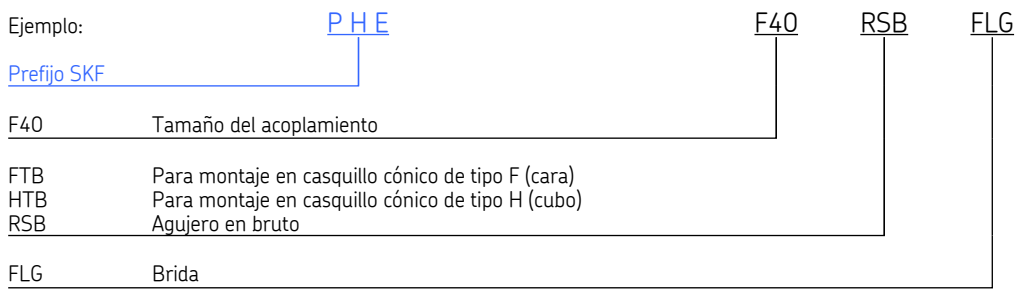 Ejemplo: P H E F40 RSB FLG
Prefijo SKF
F40 Tamaño del acoplamiento
FTB Para montaje en casquillo cónico de tipo F (cara)
HTB Para montaje en casquillo cónico de tipo H (cubo)
RSB Agujero en bruto
FLG Brida